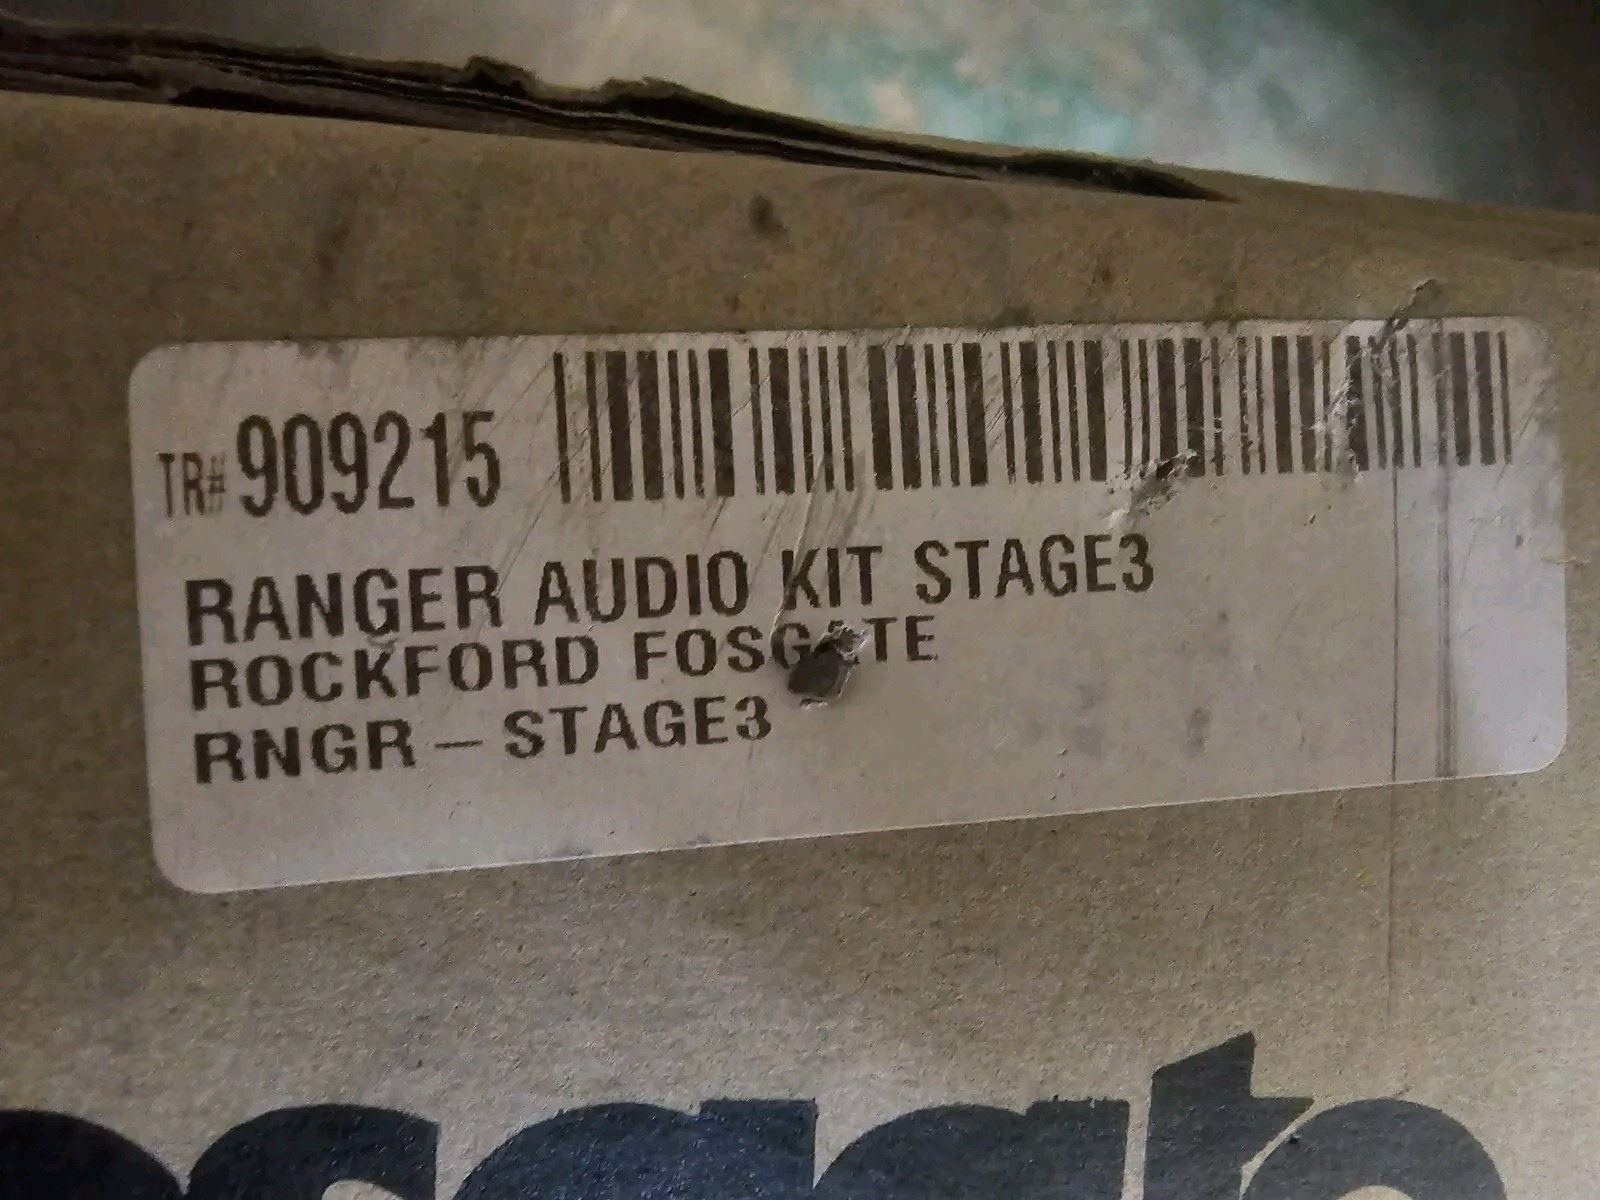 TR# 909215
RANGER AUDIO KIT STAGE3
ROCKFORD FOSGATE
RNGR - STAGE3